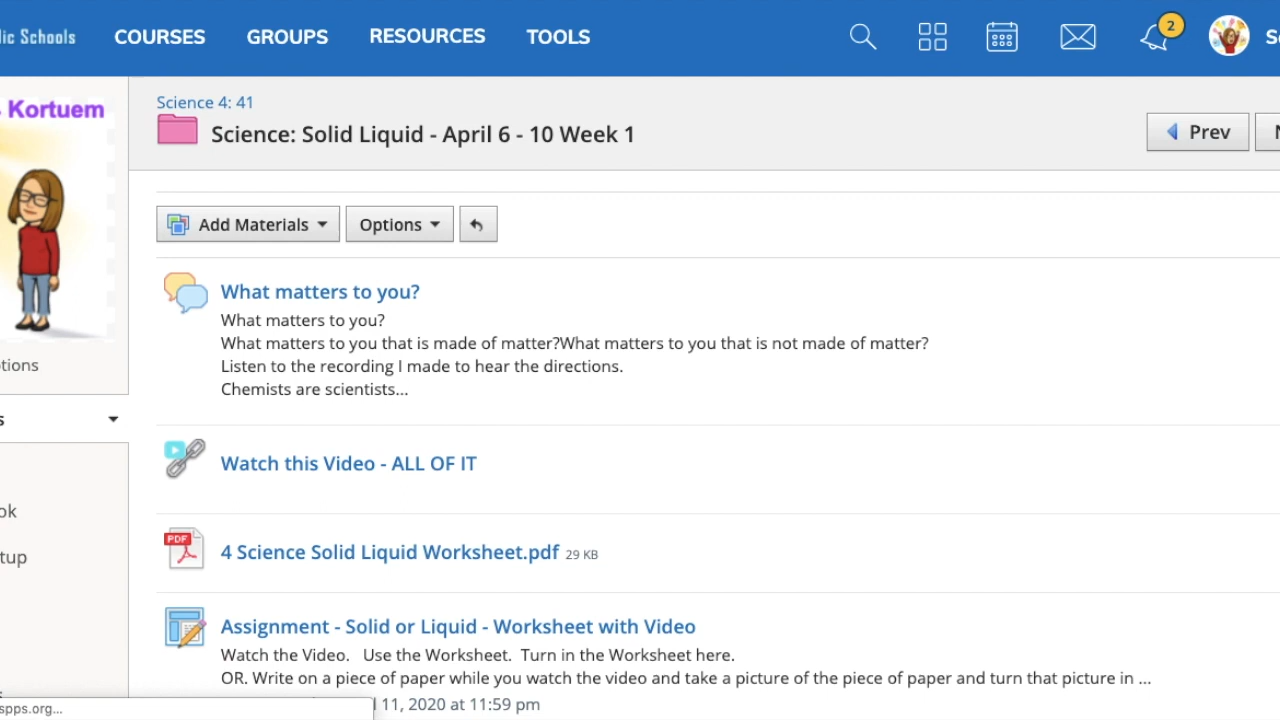 lic Schools
COURSES
GROUPS
RESOURCES
TOOLS
2
Kortuem
Science 4: 41
Science: Solid Liquid - April 6 - 10 Week 1
Prev
Add Materials
Options
What matters to you?
What matters to you?
What matters to you that is made of matter?What matters to you that is not made of matter?
Listen to the recording I made to hear the directions.
Chemists are scientists...
tions
s
Watch this Video - ALL OF IT
ok
PDF
4 Science Solid Liquid Worksheet.pdf 29 KB
tup
Assignment - Solid or Liquid - Worksheet with Video
Watch the Video. Use the Worksheet. Turn in the Worksheet here.
OR. Write on a piece of paper while you watch the video and take a picture of the piece of paper and turn that picture in ...
11, 2020 at 11:59 pm
spps.org...